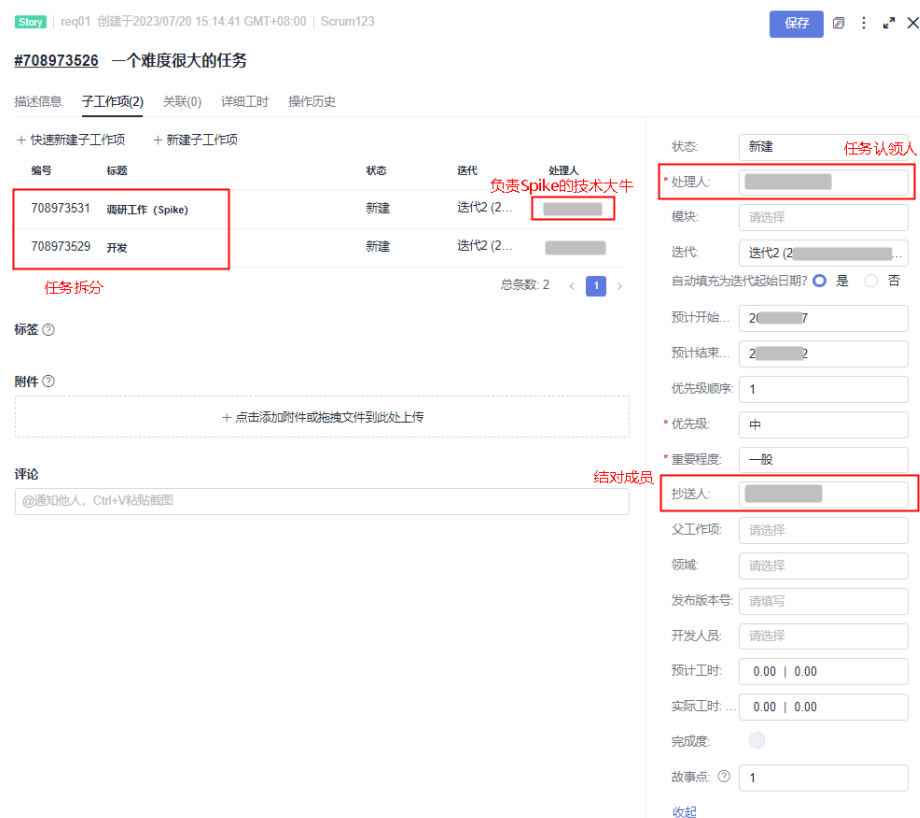 Story req01 创建于2023/07/20 15:14:41 GMT+08:00 Scrum123
保存
#708973526 一个难度很大的任务
描述信息 子工作项(2) 关联(0) 详细工时 操作历史
+ 快速新建子工作项 + 新建子工作项
编号 标题 状态 迭代 处理人
负责Spike的技术大牛
708973531 调研工作（Spike） 新建 迭代2 (2...
708973529 开发 新建 迭代2 (2...
任务拆分
总条数: 2 < 1 >
标签 ?
附件 ?
+ 点击添加附件或拖拽文件到此处上传
评论
@通知他人，Ctrl+V粘贴截图
状态: 新建
任务认领人
* 处理人:
模块: 请选择
迭代: 迭代2 (2 ...
自动填充为迭代起始日期? 是 否
预计开始... 2 7
预计结束... 2 2
优先级顺序: 1
* 优先级: 中
* 重要程度: 一般
结对成员
抄送人:
父工作项: 请选择
领域: 请选择
发布版本号: 请填写
开发人员: 请选择
预计工时: 0.00 | 0.00
实际工时: ... 0.00 | 0.00
完成度:
故事点: ? 1
收起